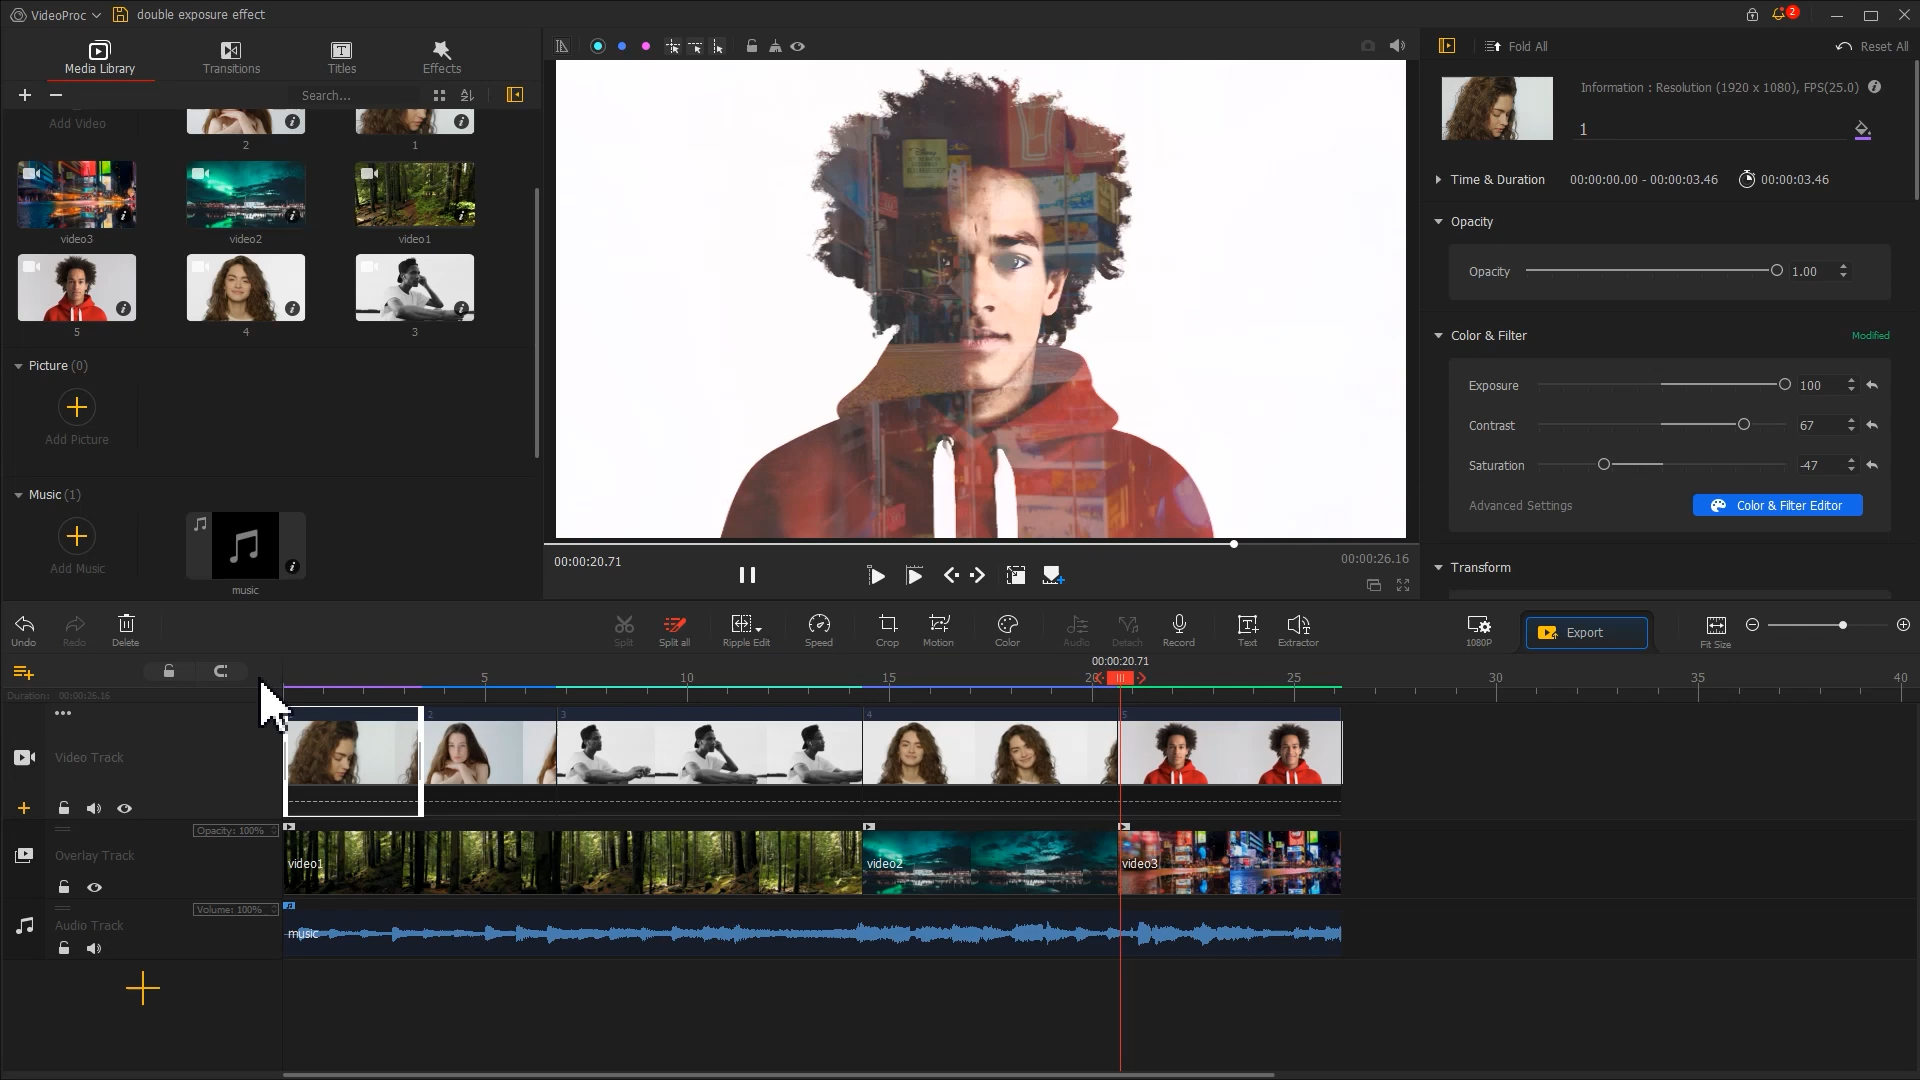 VideoProc
double exposure effect
2
Media Library
Transitions
Titles
Effects
Search...
Add Video
2
1
video3
video2
video1
5
4
3
Picture (0)
Add Picture
Music (1)
Add Music
music
00:00:20.71
00:00:26.16
Fold All
Reset All
Information : Resolution (1920 x 1080), FPS(25.0)
1
Time & Duration
00:00:00.00 - 00:00:03.46
00:00:03.46
Opacity
Opacity
1.00
Color & Filter
Modified
Exposure
100
Contrast
67
Saturation
-47
Advanced Settings
Color & Filter Editor
Transform
Undo
Redo
Delete
Split
Split all
Ripple Edit
Speed
Crop
Motion
Color
Audio
Detach
Record
Text
Extractor
1080P
Export
Fit Size
00:00:20.71
5
10
15
20
25
30
35
40
Duration: 00:00:26.16
2
3
4
5
Video Track
Opacity: 100%
Overlay Track
video1
video2
video3
Volume: 100%
Audio Track
music